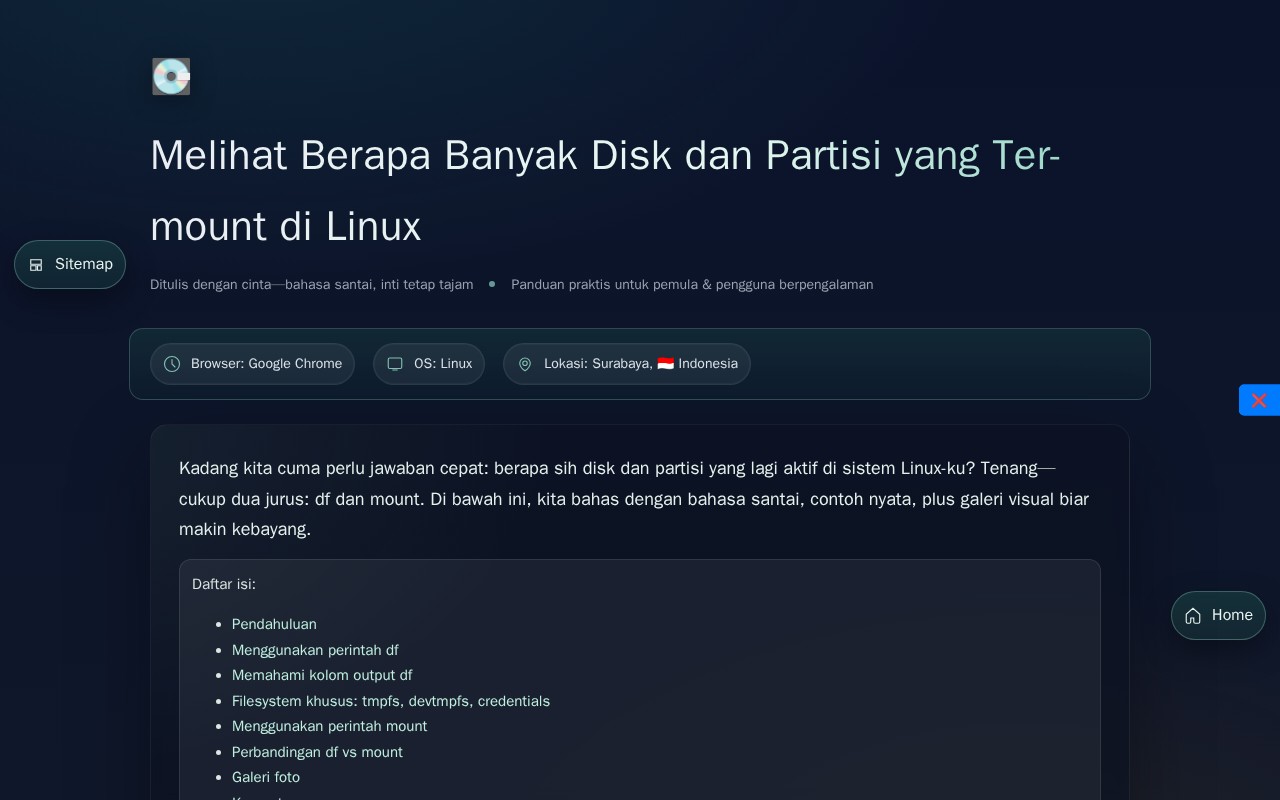 Melihat Berapa Banyak Disk dan Partisi yang Ter-
mount di Linux
Sitemap
Ditulis dengan cinta—bahasa santai, inti tetap tajam • Panduan praktis untuk pemula & pengguna berpengalaman
Browser: Google Chrome
OS: Linux
Lokasi: Surabaya, 🇮🇩 Indonesia
Kadang kita cuma perlu jawaban cepat: berapa sih disk dan partisi yang lagi aktif di sistem Linux-ku? Tenang—
cukup dua jurus: df dan mount. Di bawah ini, kita bahas dengan bahasa santai, contoh nyata, plus galeri visual biar
makin kebayang.
Daftar isi:
Pendahuluan
Menggunakan perintah df
Memahami kolom output df
Filesystem khusus: tmpfs, devtmpfs, credentials
Menggunakan perintah mount
Perbandingan df vs mount
Galeri foto
Home